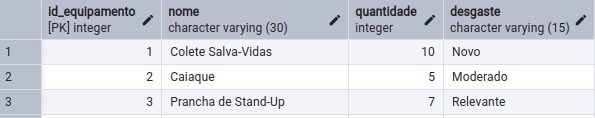 id_equipamento nome quantidade desgaste
[PK] integer character varying (30) integer character varying (15)
1 1 Colete Salva-Vidas 10 Novo
2 2 Caiaque 5 Moderado
3 3 Prancha de Stand-Up 7 Relevante